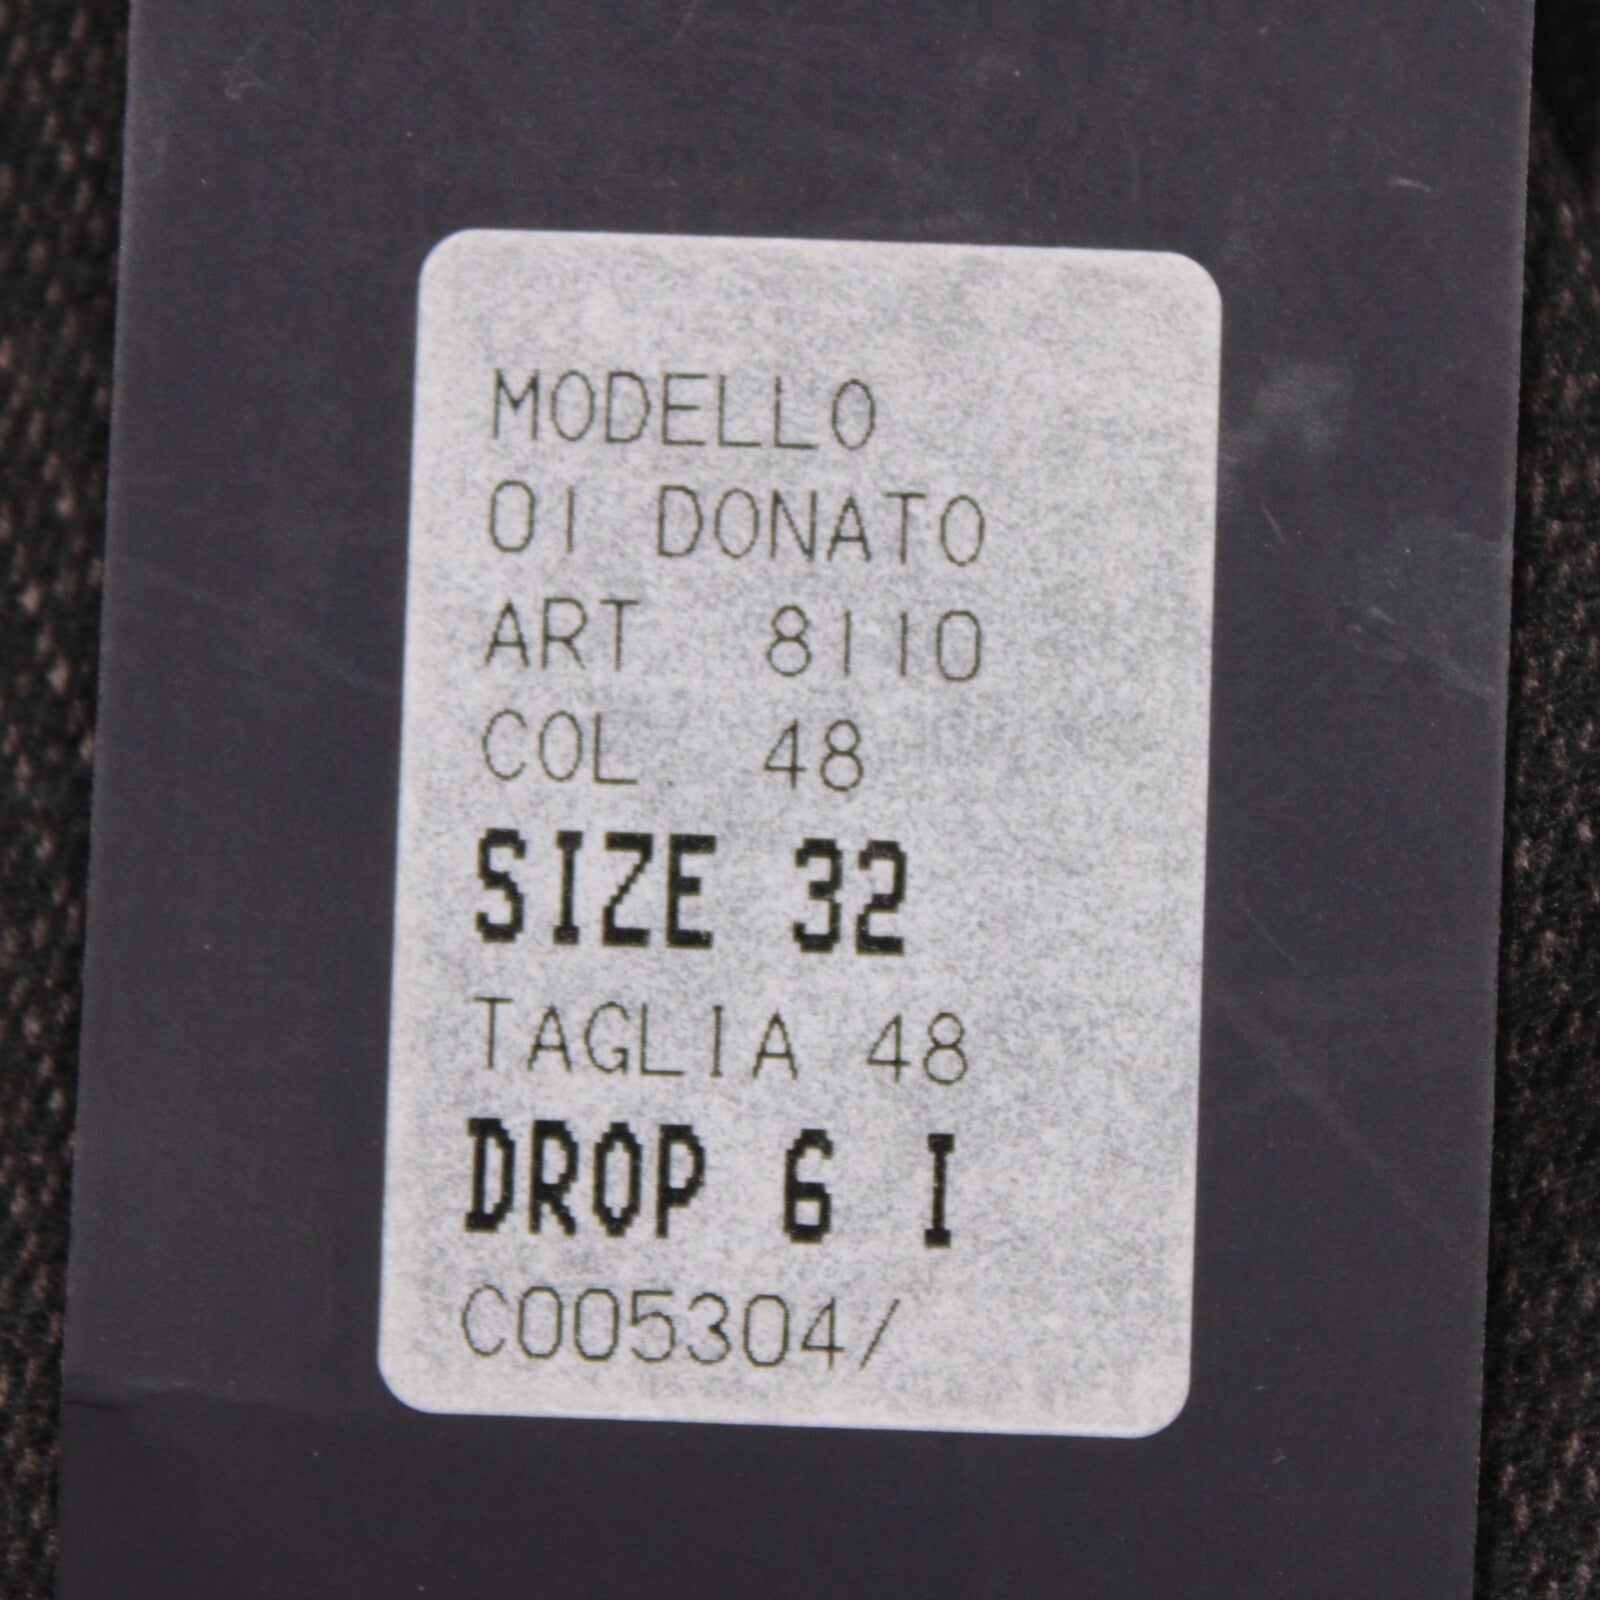 MODELLO
01 DONATO
ART 8110
COL. 48
SIZE 32
TAGLIA 48
DROP 6 I
C005304/